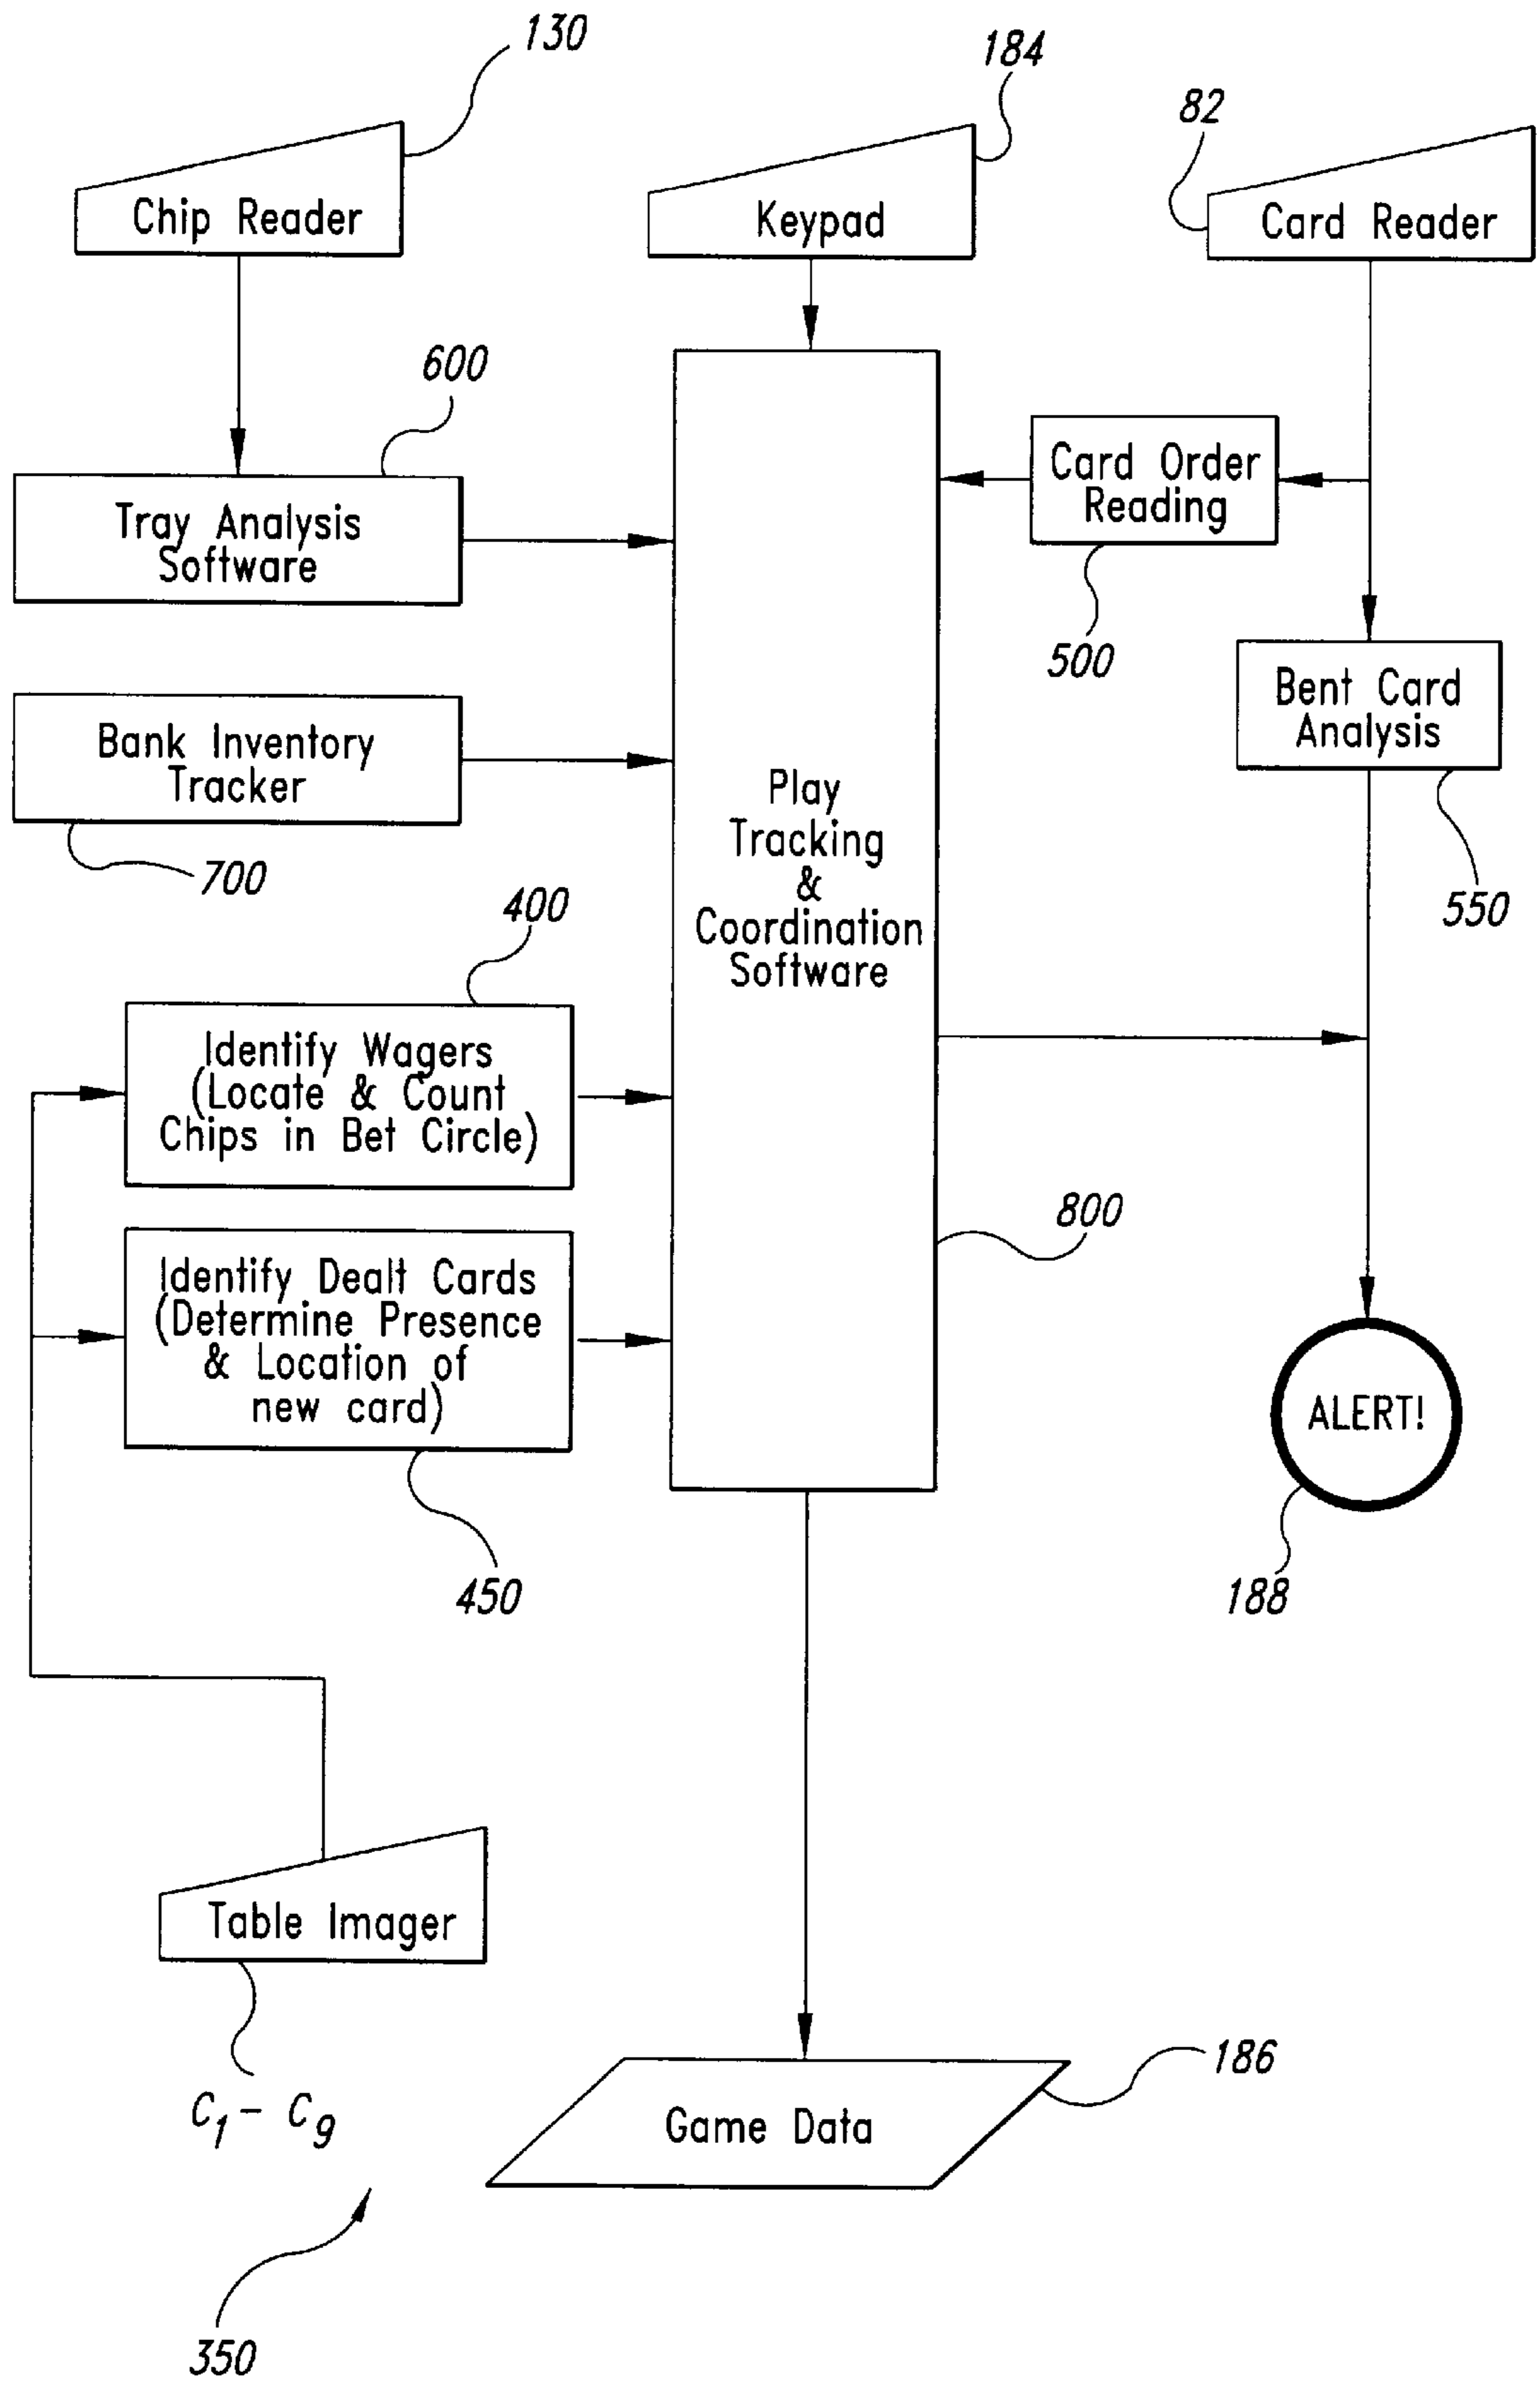 130
184
82
Chip Reader
Keypad
Card Reader
600
Tray Analysis
Software
Card Order
Reading
500
Bank Inventory
Tracker
700
Bent Card
Analysis
550
Play
Tracking
&
Coordination
Software
400
Identify Wagers
(Locate & Count
Chips in Bet Circle)
800
Identify Dealt Cards
(Determine Presence
& Location of
new card)
450
ALERT!
188
Table Imager
C1 - C9
186
Game Data
350